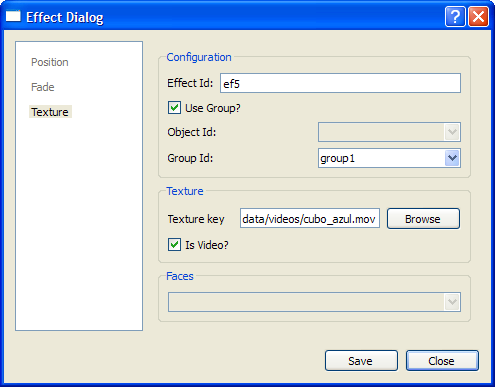 Effect Dialog
Position
Fade
Texture
Configuration
Effect Id: ef5
Use Group?
Object Id:
Group Id: group1
Texture
Texture key data/videos/cubo_azul.mov Browse
Is Video?
Faces
Save Close